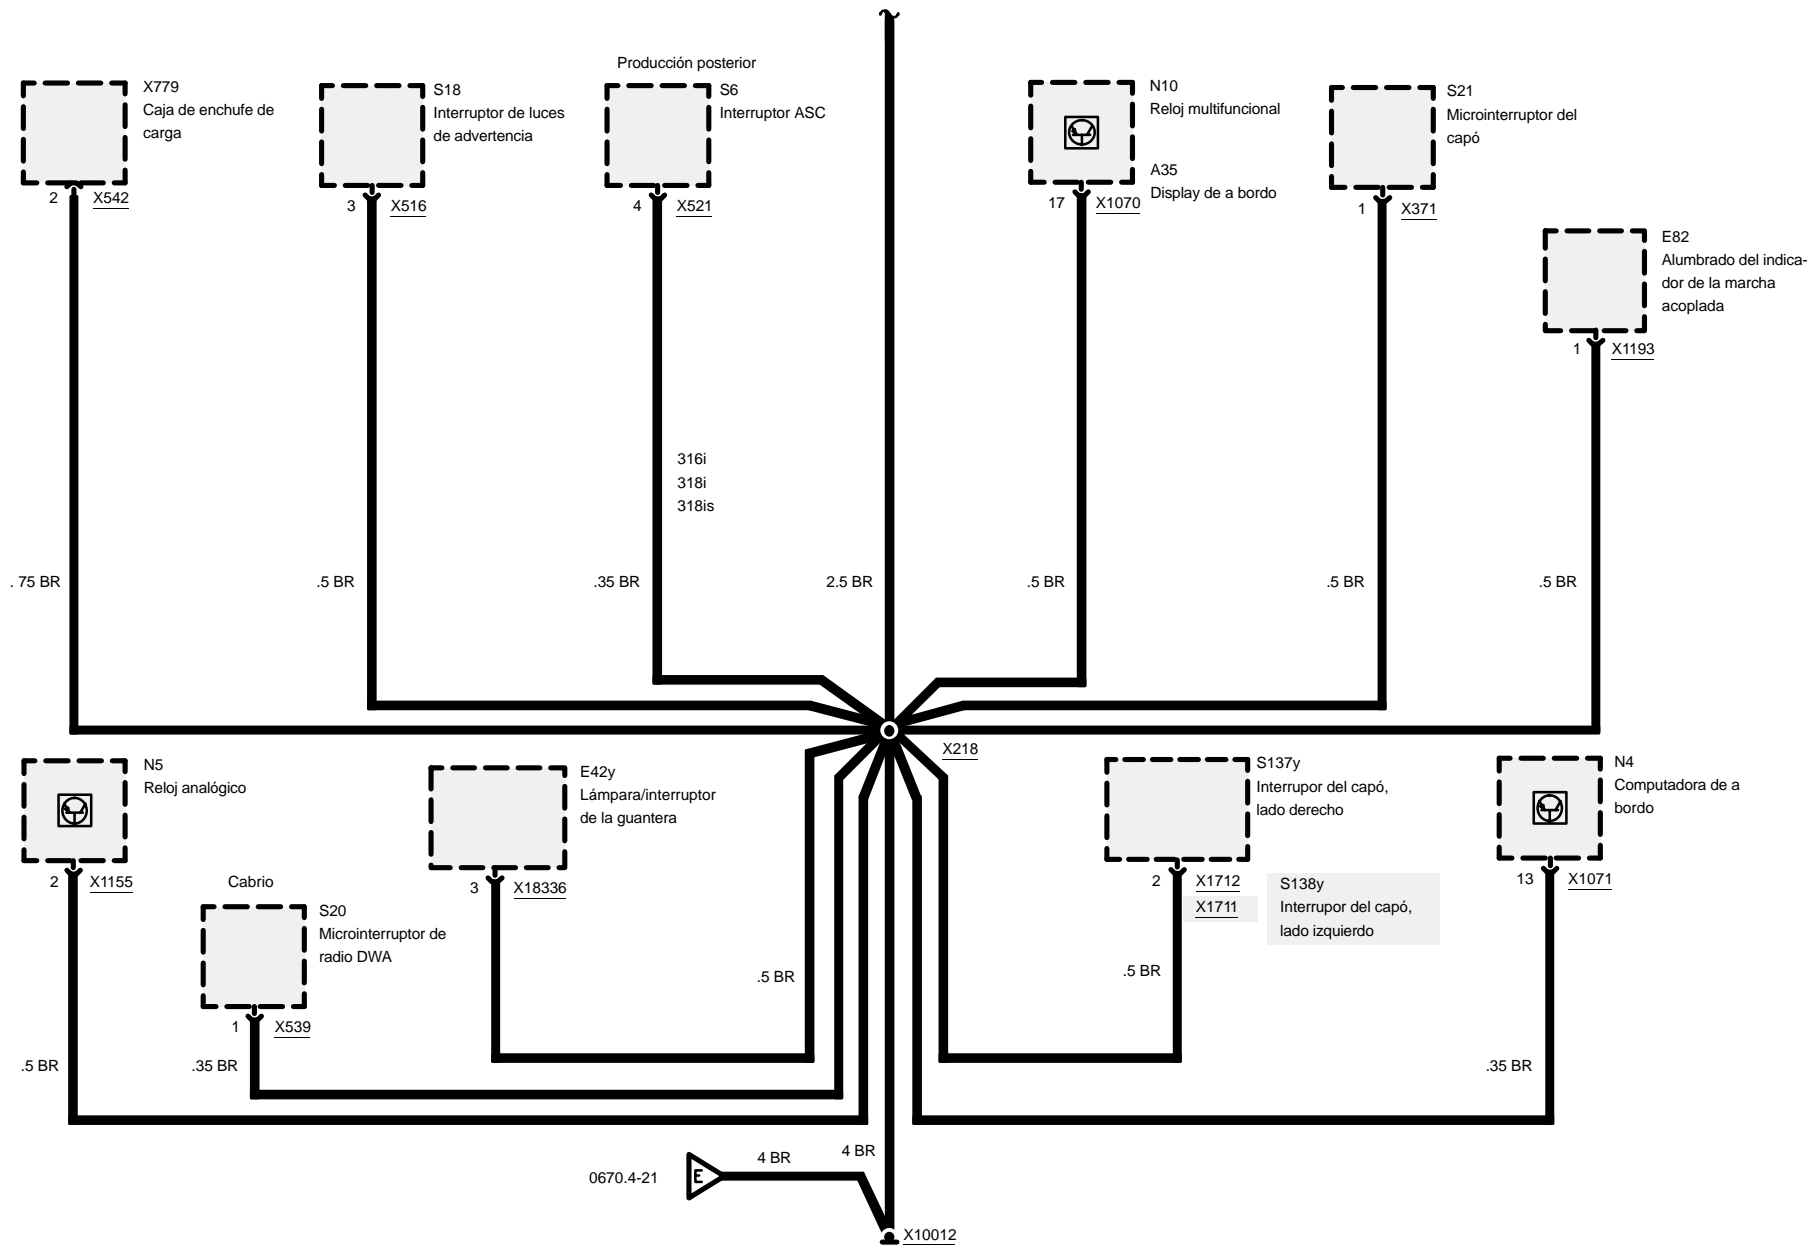 Producción posterior
X779
Caja de enchufe de
carga
2 X542
S18
Interruptor de luces
de advertencia
3 X516
S6
Interruptor ASC
4 X521
N10
Reloj multifuncional
A35
Display de a bordo
17 X1070
S21
Microinterruptor del
capó
1 X371
E82
Alumbrado del indica-
dor de la marcha
acoplada
1 X1193
316i
318i
318is
. 75 BR
.5 BR
.35 BR
2.5 BR
.5 BR
.5 BR
.5 BR
X218
N5
Reloj analógico
2 X1155
Cabrio
S20
Microinterruptor de
radio DWA
1 X539
E42y
Lámpara/interruptor
de la guantera
3 X18336
S137y
Interrupor del capó,
lado derecho
2 X1712
X1711
S138y
Interrupor del capó,
lado izquierdo
N4
Computadora de a
bordo
13 X1071
.5 BR
.5 BR
.5 BR
.35 BR
.35 BR
4 BR
4 BR
0670.4-21
E
X10012